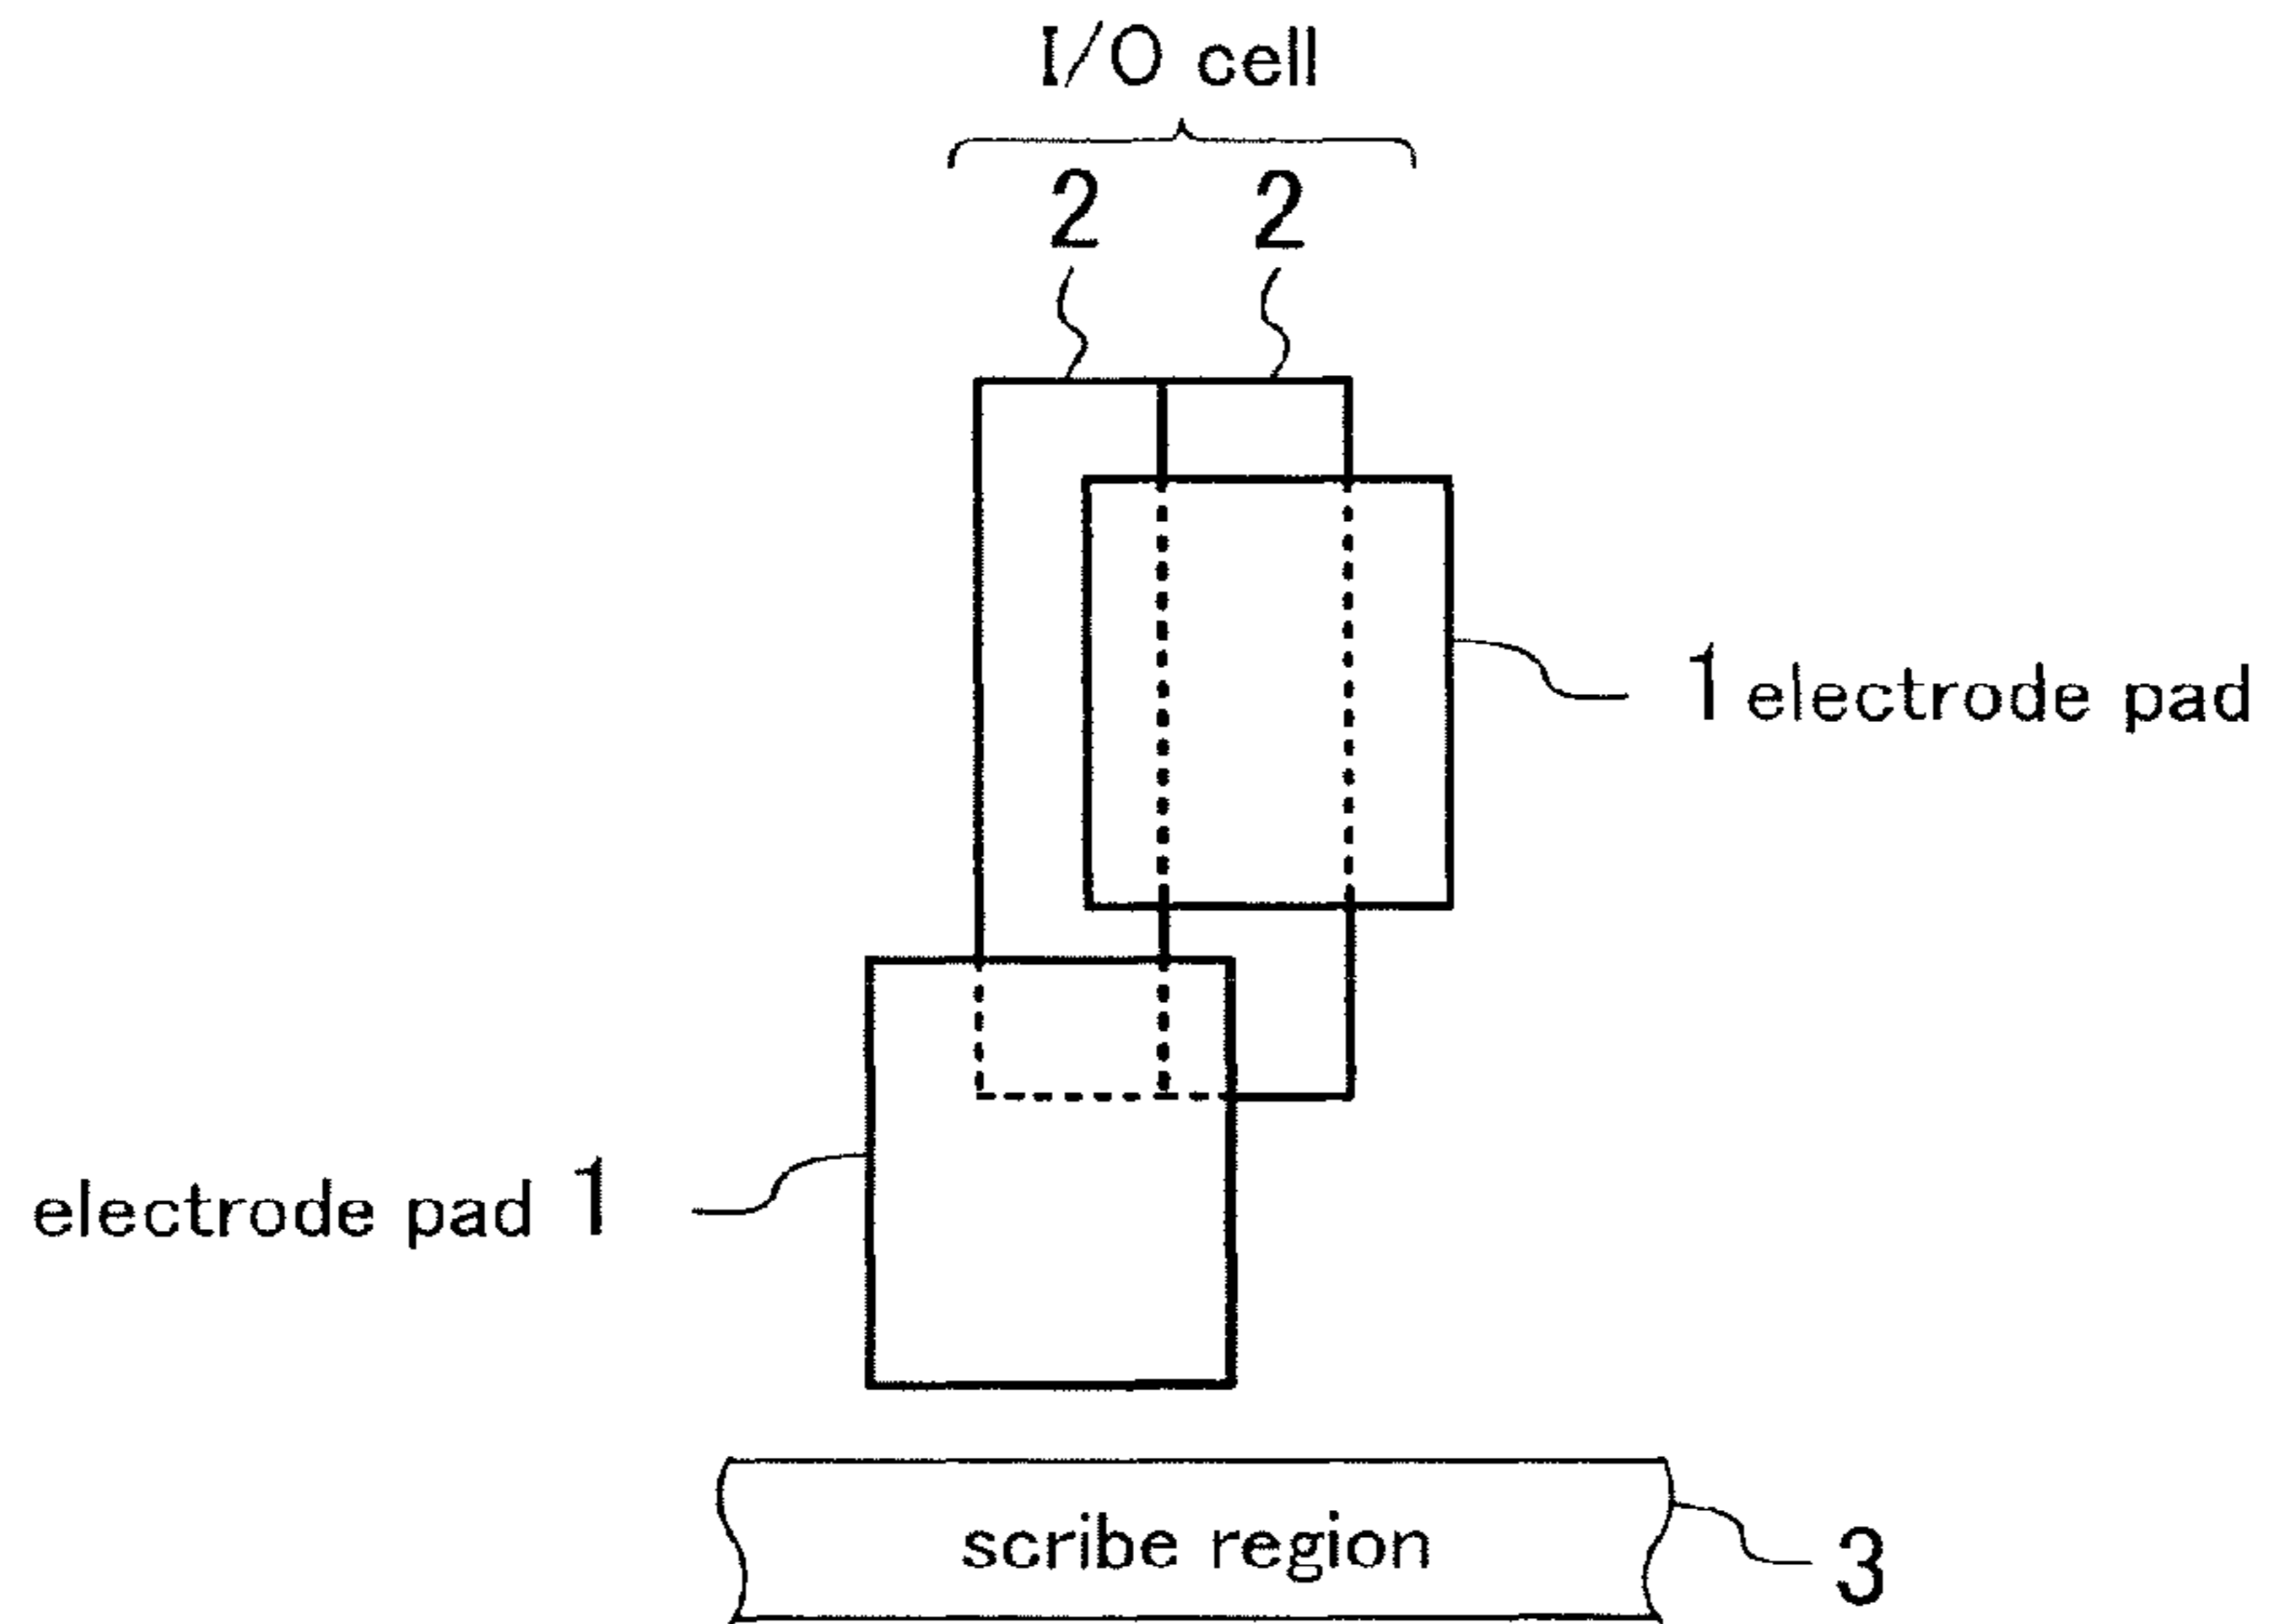 I/O cell
2 2
1 electrode pad
electrode pad 1
scribe region
3